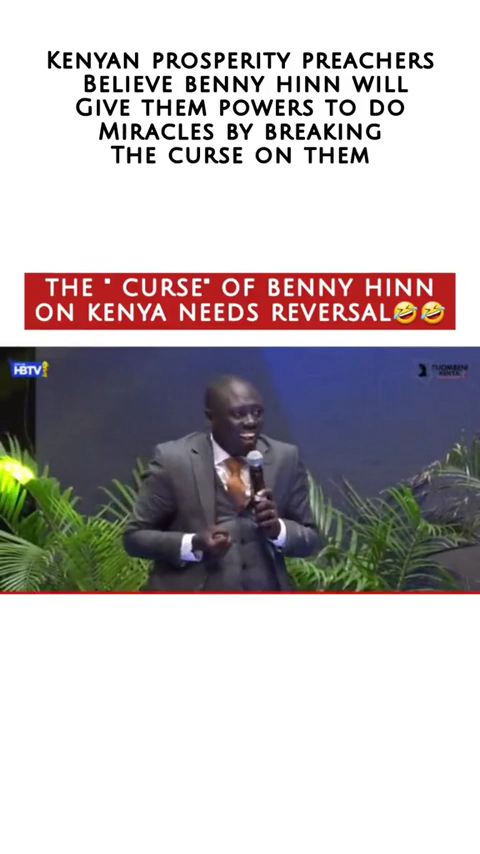 KENYAN PROSPERITY PREACHERS
BELIEVE BENNY HINN WILL
GIVE THEM POWERS TO DO
MIRACLES BY BREAKING
THE CURSE ON THEM
THE " CURSE" OF BENNY HINN
ON KENYA NEEDS REVERSAL🤣🤣
HBTV
TUOMBENI
KENYA